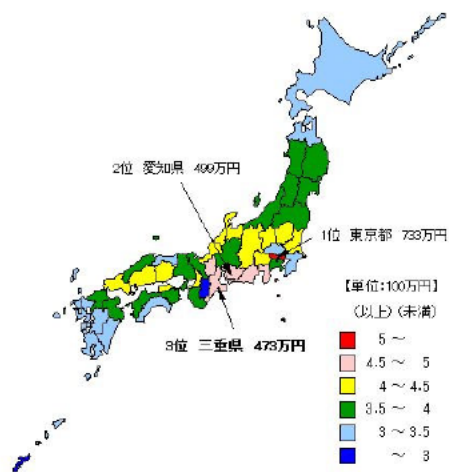 2位 愛知県 499万円
1位 東京都 733万円
3位 三重県 473万円
【単位:100万円】
(以上)(未満)
5 ～
4.5 ～ 5
4 ～ 4.5
3.5 ～ 4
3 ～ 3.5
～ 3